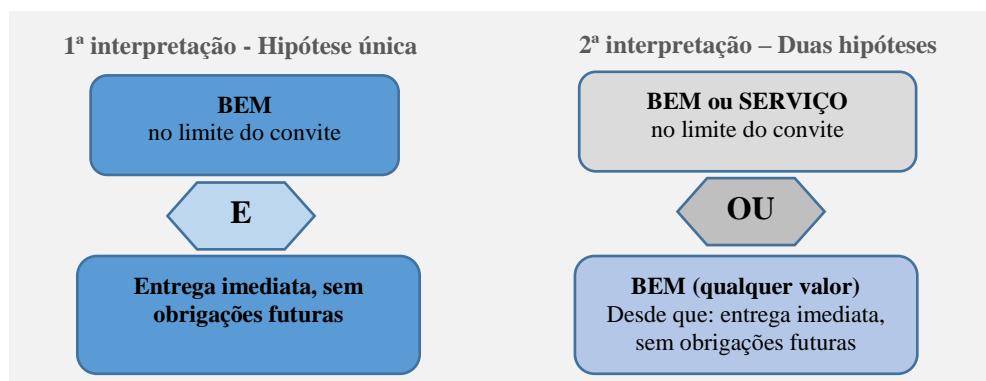 1ª interpretação - Hipótese única
BEM
no limite do convite
E
Entrega imediata, sem
obrigações futuras
2ª interpretação – Duas hipóteses
BEM ou SERVIÇO
no limite do convite
OU
BEM (qualquer valor)
Desde que: entrega imediata,
sem obrigações futuras